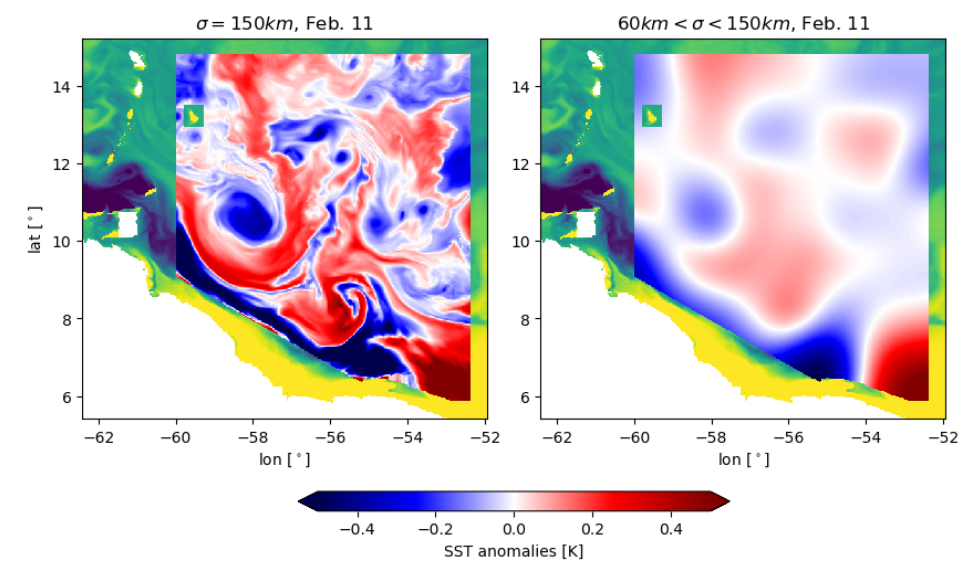 σ = 150km, Feb. 11
60km < σ < 150km, Feb. 11
14
12
10
8
6
lat [°]
−62 −60 −58 −56 −54 −52
lon [°]
14
12
10
8
6
−62 −60 −58 −56 −54 −52
lon [°]
−0.4 −0.2 0.0 0.2 0.4
SST anomalies [K]